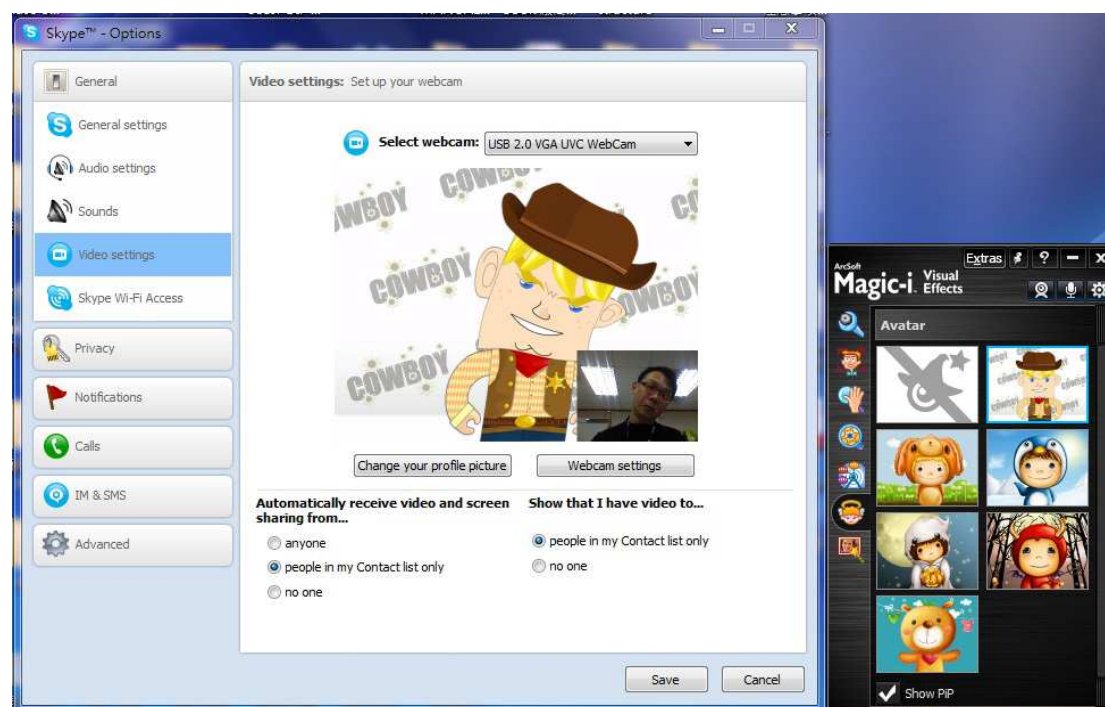 Skype™ - Options
General
General settings
Audio settings
Sounds
Video settings
Skype Wi-Fi Access
Privacy
Notifications
Calls
IM & SMS
Advanced
Video settings: Set up your webcam
Select webcam: USB 2.0 VGA UVC WebCam
COWBOY
COWBOY
COWBOY
Change your profile picture
Webcam settings
Automatically receive video and screen
sharing from...
anyone
people in my Contact list only
no one
Show that I have video to...
people in my Contact list only
no one
Save
Cancel
Extras
?
ArcSoft
Magic-i Visual
Effects
Avatar
Show PiP